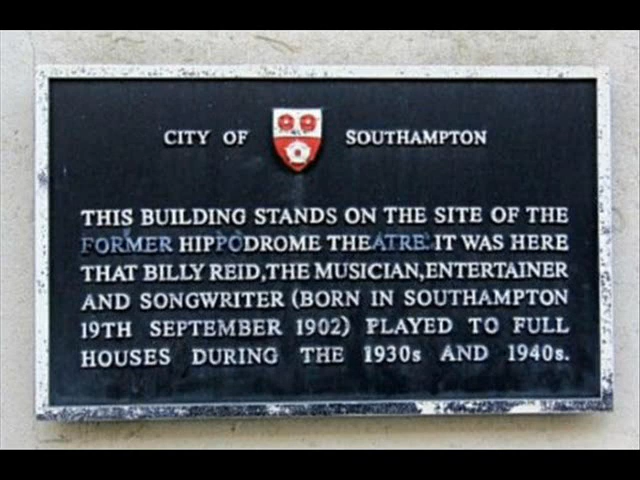 CITY OF SOUTHAMPTON
THIS BUILDING STANDS ON THE SITE OF THE
FORMER HIPPODROME THEATRE. IT WAS HERE
THAT BILLY REID, THE MUSICIAN, ENTERTAINER
AND SONGWRITER (BORN IN SOUTHAMPTON
19TH SEPTEMBER 1902) PLAYED TO FULL
HOUSES DURING THE 1930s AND 1940s.